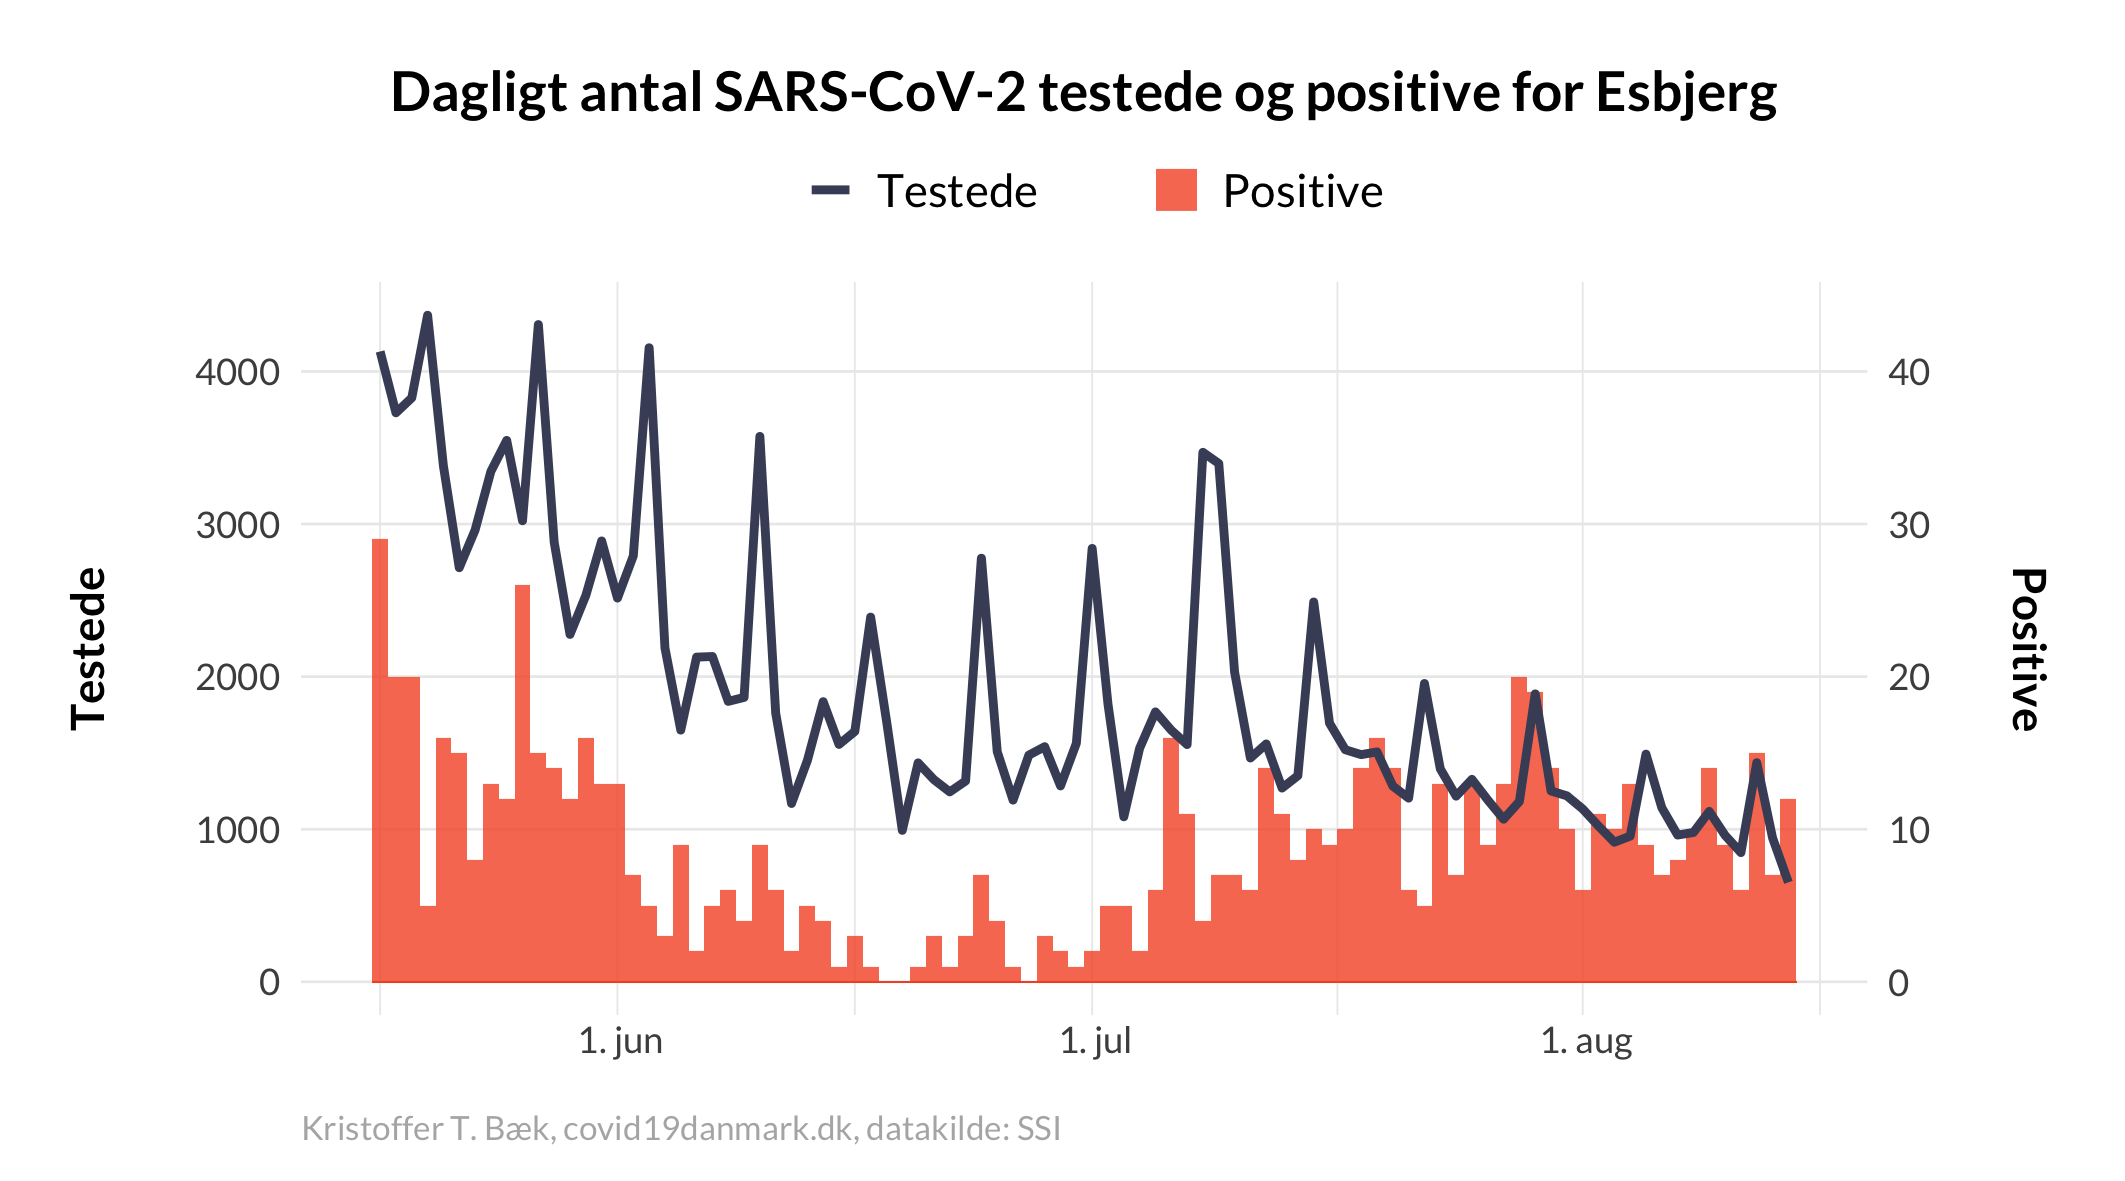 Dagligt antal SARS-CoV-2 testede og positive for Esbjerg
Testede
Positive
Testede
4000
3000
2000
1000
0
40
30
20
10
0
Positive
1. jun
1. jul
1. aug
Kristoffer T. Bæk, covid19danmark.dk, datakilde: SSI